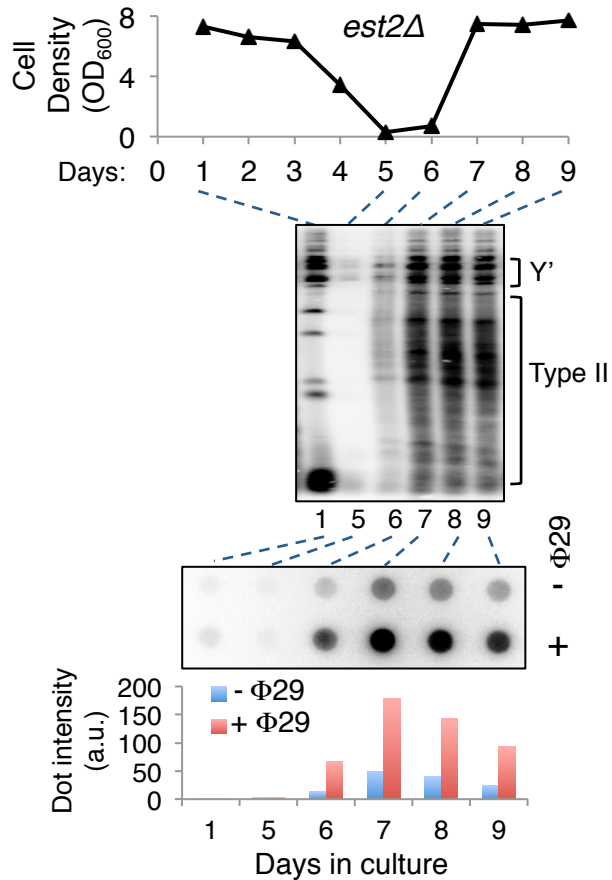 8
4
0
Cell
Density
(OD600)
est2Δ
Days: 0 1 2 3 4 5 6 7 8 9
Y'
Type II
1 5 6 7 8 9
- Φ29
+
200
150
100
50
0
Dot intensity
(a.u.)
- Φ29
+ Φ29
1 5 6 7 8 9
Days in culture